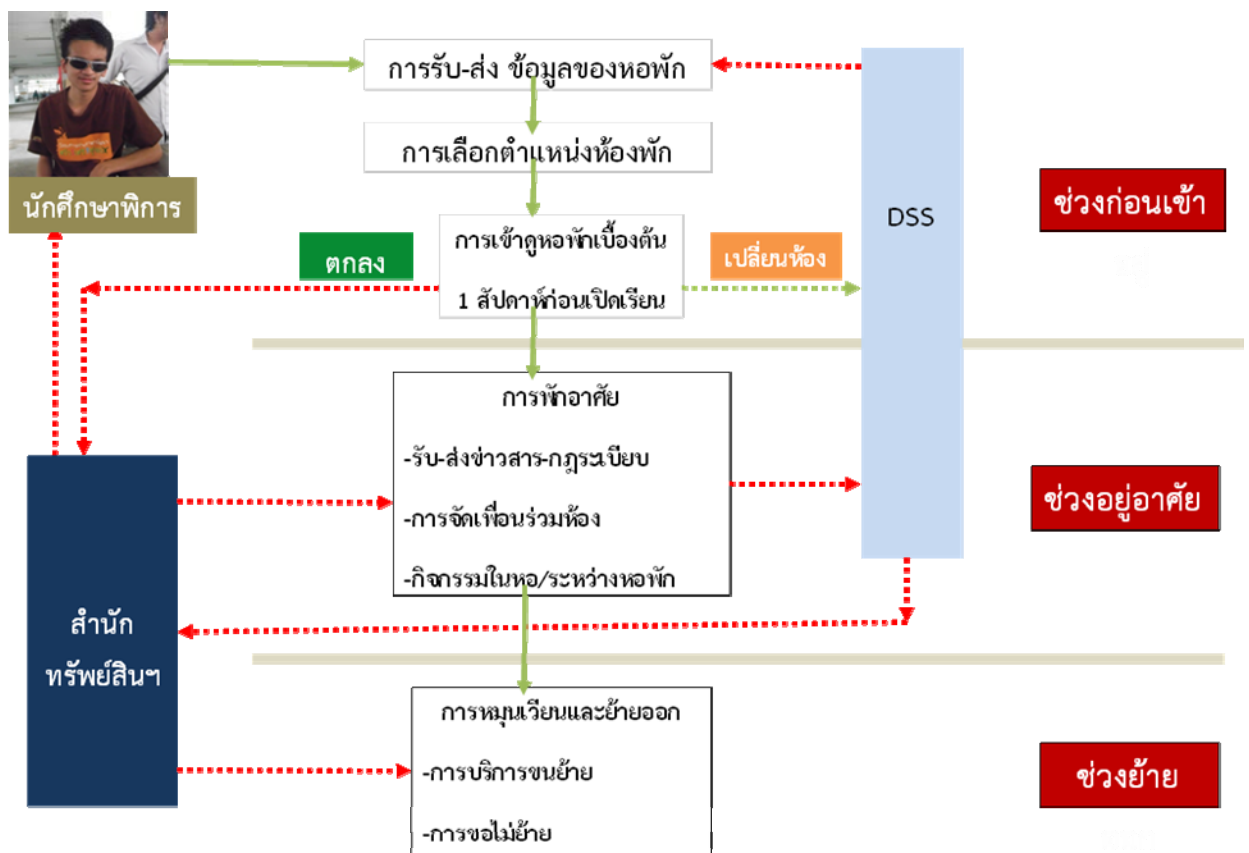 การรับ-ส่ง ข้อมูลของหอพัก
การเลือกตำแหน่งห้องพัก
นักศึกษาพิการ
DSS
ช่วงก่อนเข้า
การเข้าดูหอพักเบื้องต้น
1 สัปดาห์ก่อนเปิดเรียน
ตกลง
เปลี่ยนห้อง
การพักอาศัย
-รับ-ส่งข่าวสาร-กฎระเบียบ
-การจัดเพื่อนร่วมห้อง
-กิจกรรมในหอ/ระหว่างหอพัก
ช่วงอยู่อาศัย
สำนัก
ทรัพย์สินฯ
การหมุนเวียนและย้ายออก
-การบริการขนย้าย
-การขอไม่ย้าย
ช่วงย้าย